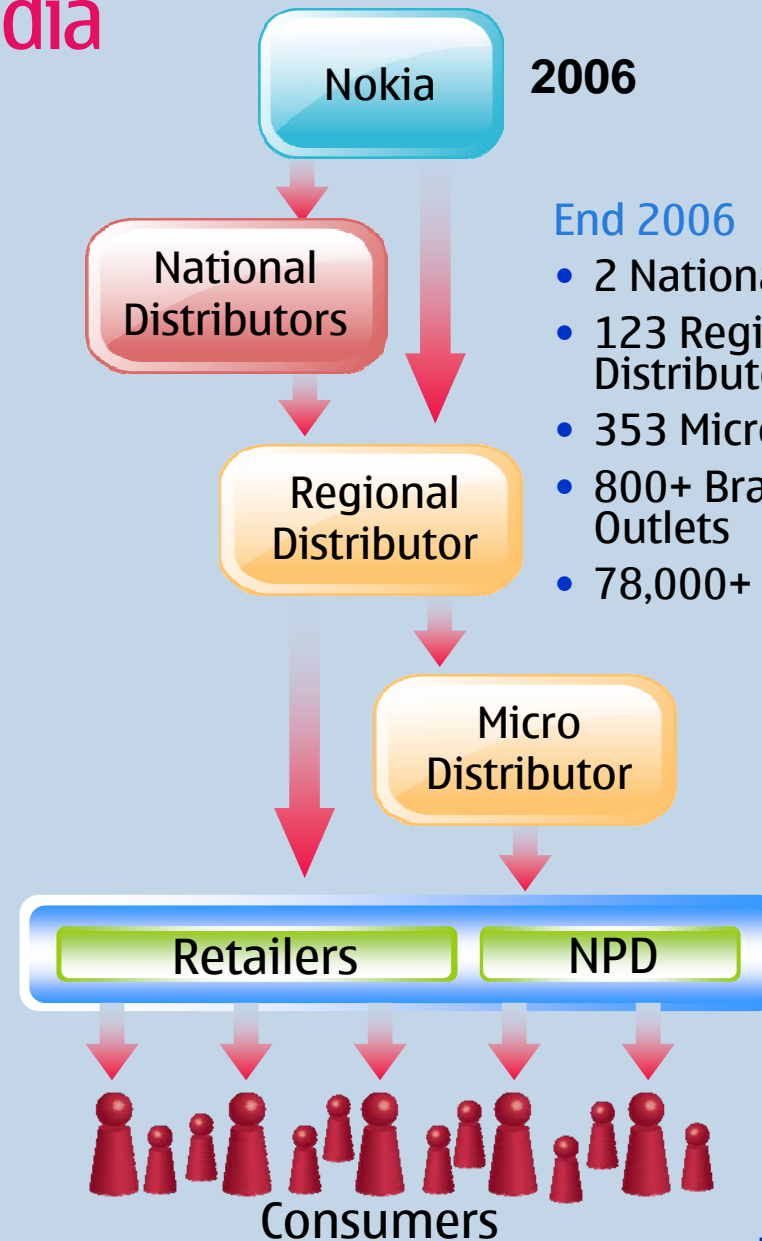 dia
Nokia
2006
National
Distributors
End 2006
• 2 Nationa
• 123 Regi
Distribut
• 353 Micr
• 800+ Bra
Outlets
• 78,000+
Regional
Distributor
Micro
Distributor
Retailers
NPD
Consumers